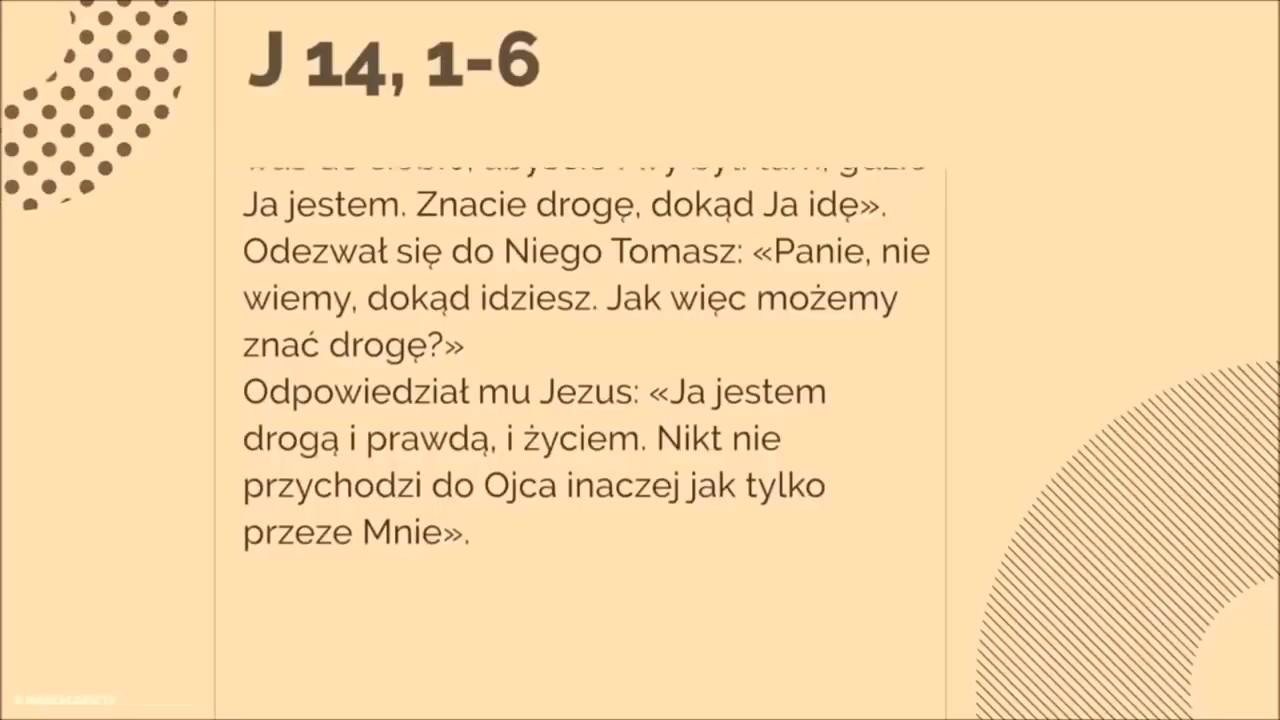 J 14, 1-6
Ja jestem. Znacie drogę, dokąd Ja idę».
Odezwał się do Niego Tomasz: «Panie, nie
wiemy, dokąd idziesz. Jak więc możemy
znać drogę?»
Odpowiedział mu Jezus: «Ja jestem
drogą i prawdą, i życiem. Nikt nie
przychodzi do Ojca inaczej jak tylko
przeze Mnie».